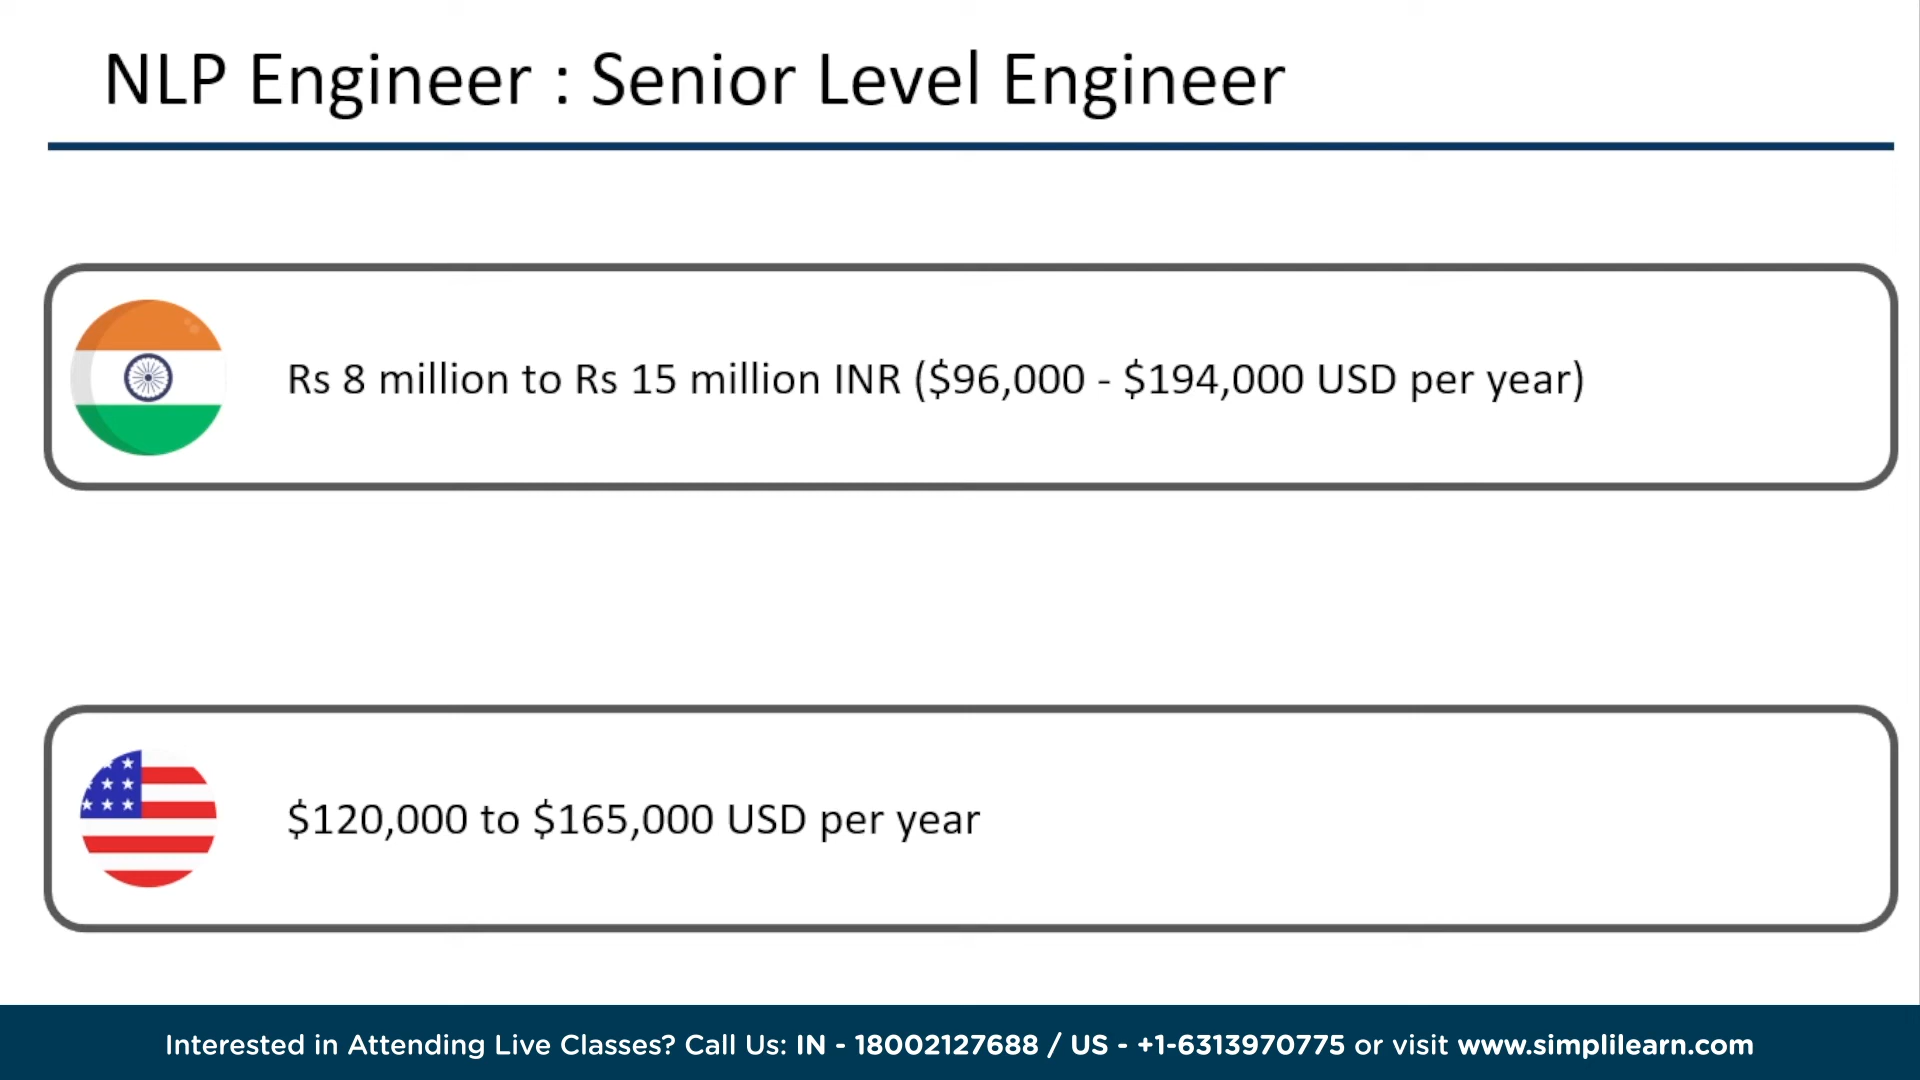 NLP Engineer : Senior Level Engineer
Rs 8 million to Rs 15 million INR ($96,000 - $194,000 USD per year)
$120,000 to $165,000 USD per year
Interested in Attending Live Classes? Call Us: IN - 18002127688 / US - +1-6313970775 or visit www.simplilearn.com